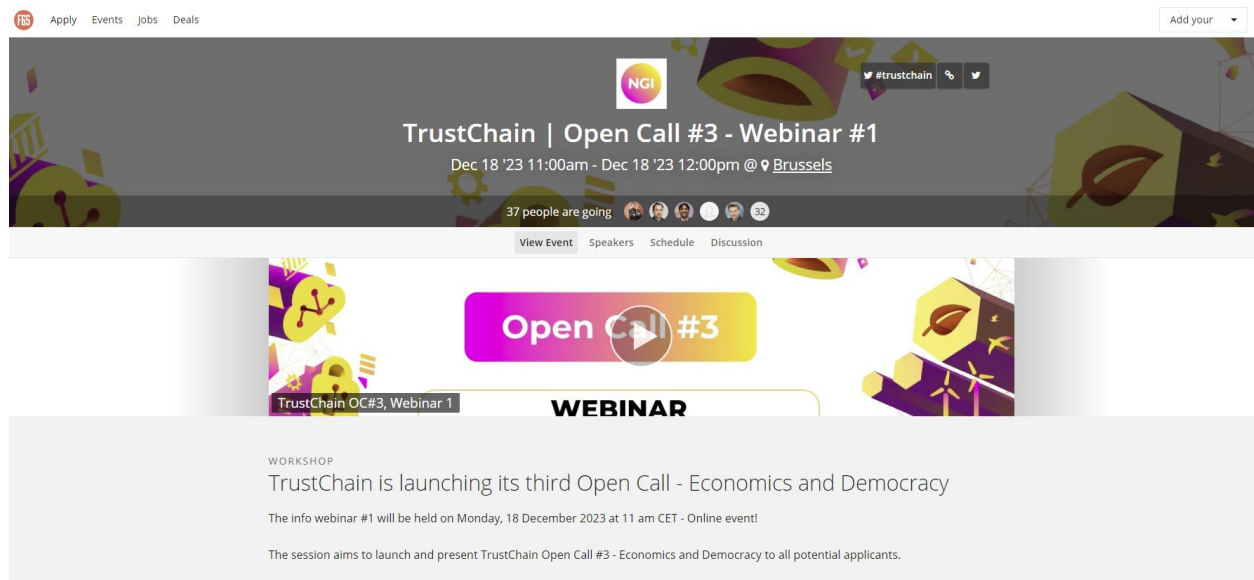 F6S Apply Events Jobs Deals Add your
#trustchain
NGI
TrustChain | Open Call #3 - Webinar #1
Dec 18 '23 11:00am - Dec 18 '23 12:00pm @ Brussels
37 people are going 32
View Event Speakers Schedule Discussion
Open Call #3
TrustChain OC#3, Webinar 1
WEBINAR
WORKSHOP
TrustChain is launching its third Open Call - Economics and Democracy
The info webinar #1 will be held on Monday, 18 December 2023 at 11 am CET - Online event!
The session aims to launch and present TrustChain Open Call #3 - Economics and Democracy to all potential applicants.